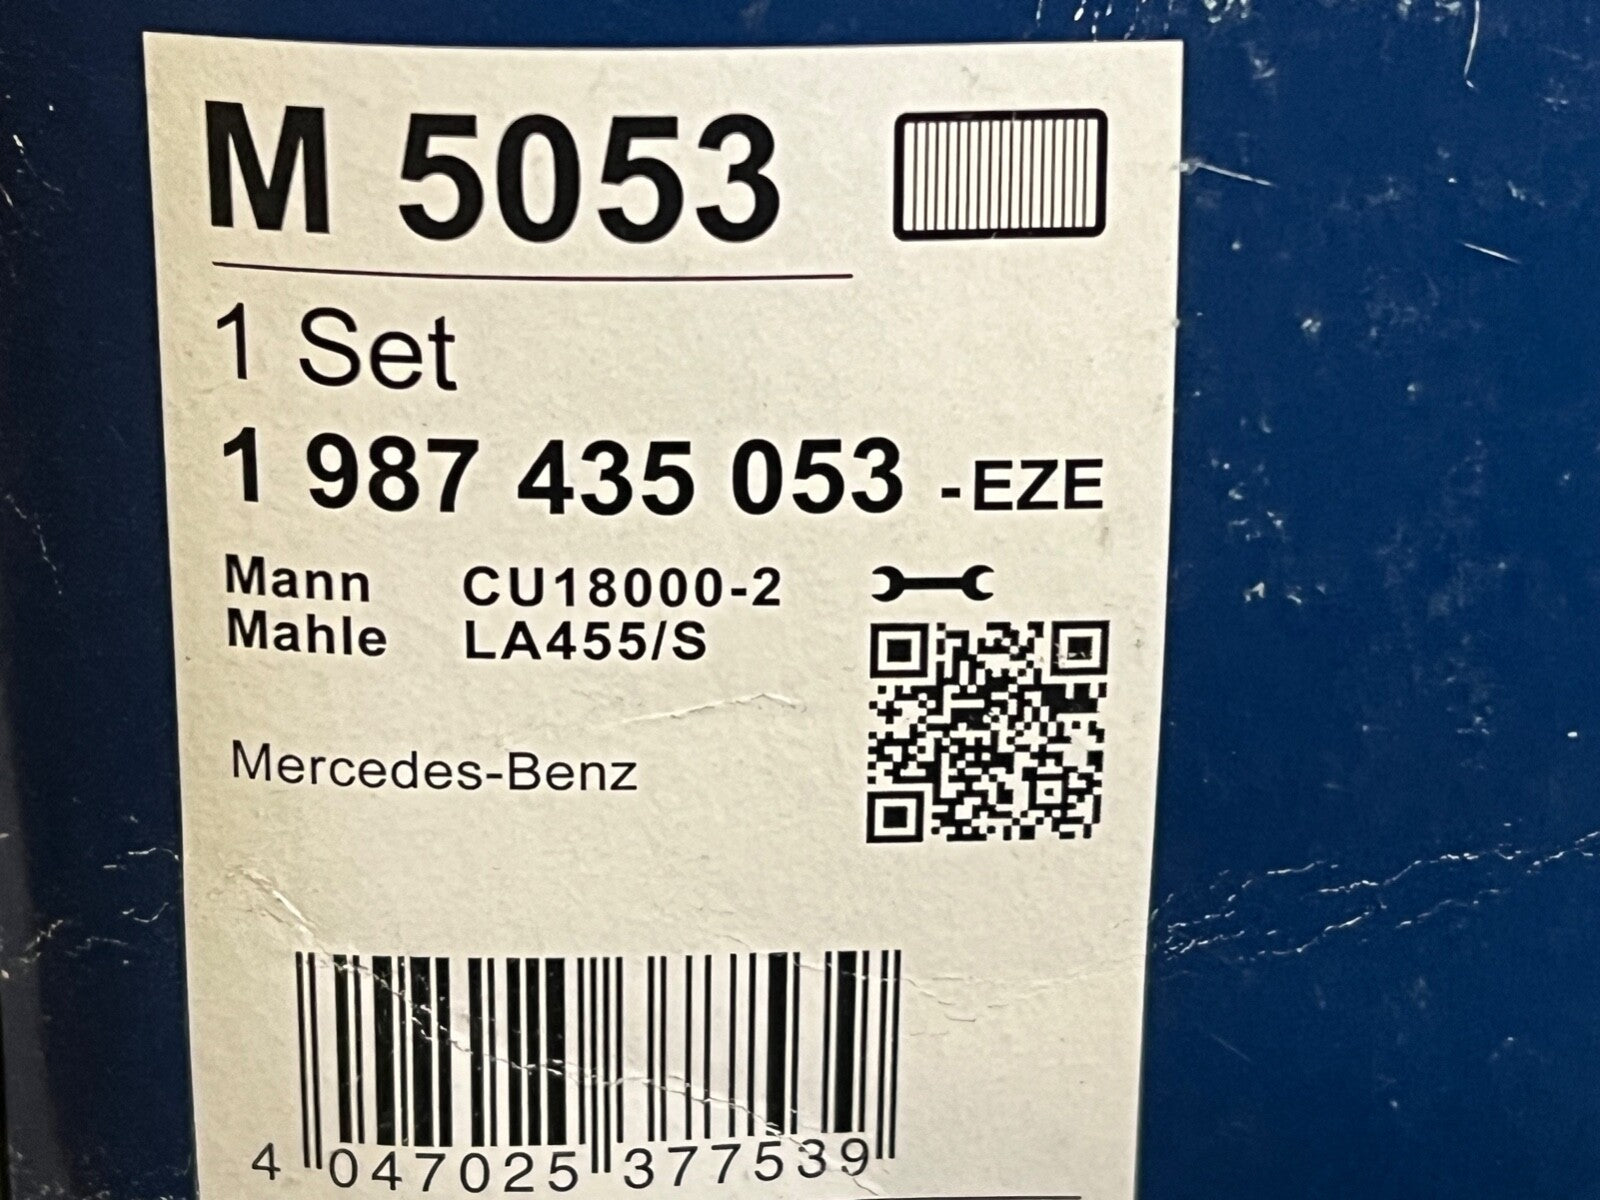 M 5053
1 Set
1 987 435 053 -EZE
Mann CU18000-2
Mahle LA455/S
Mercedes-Benz
4 047025 377539